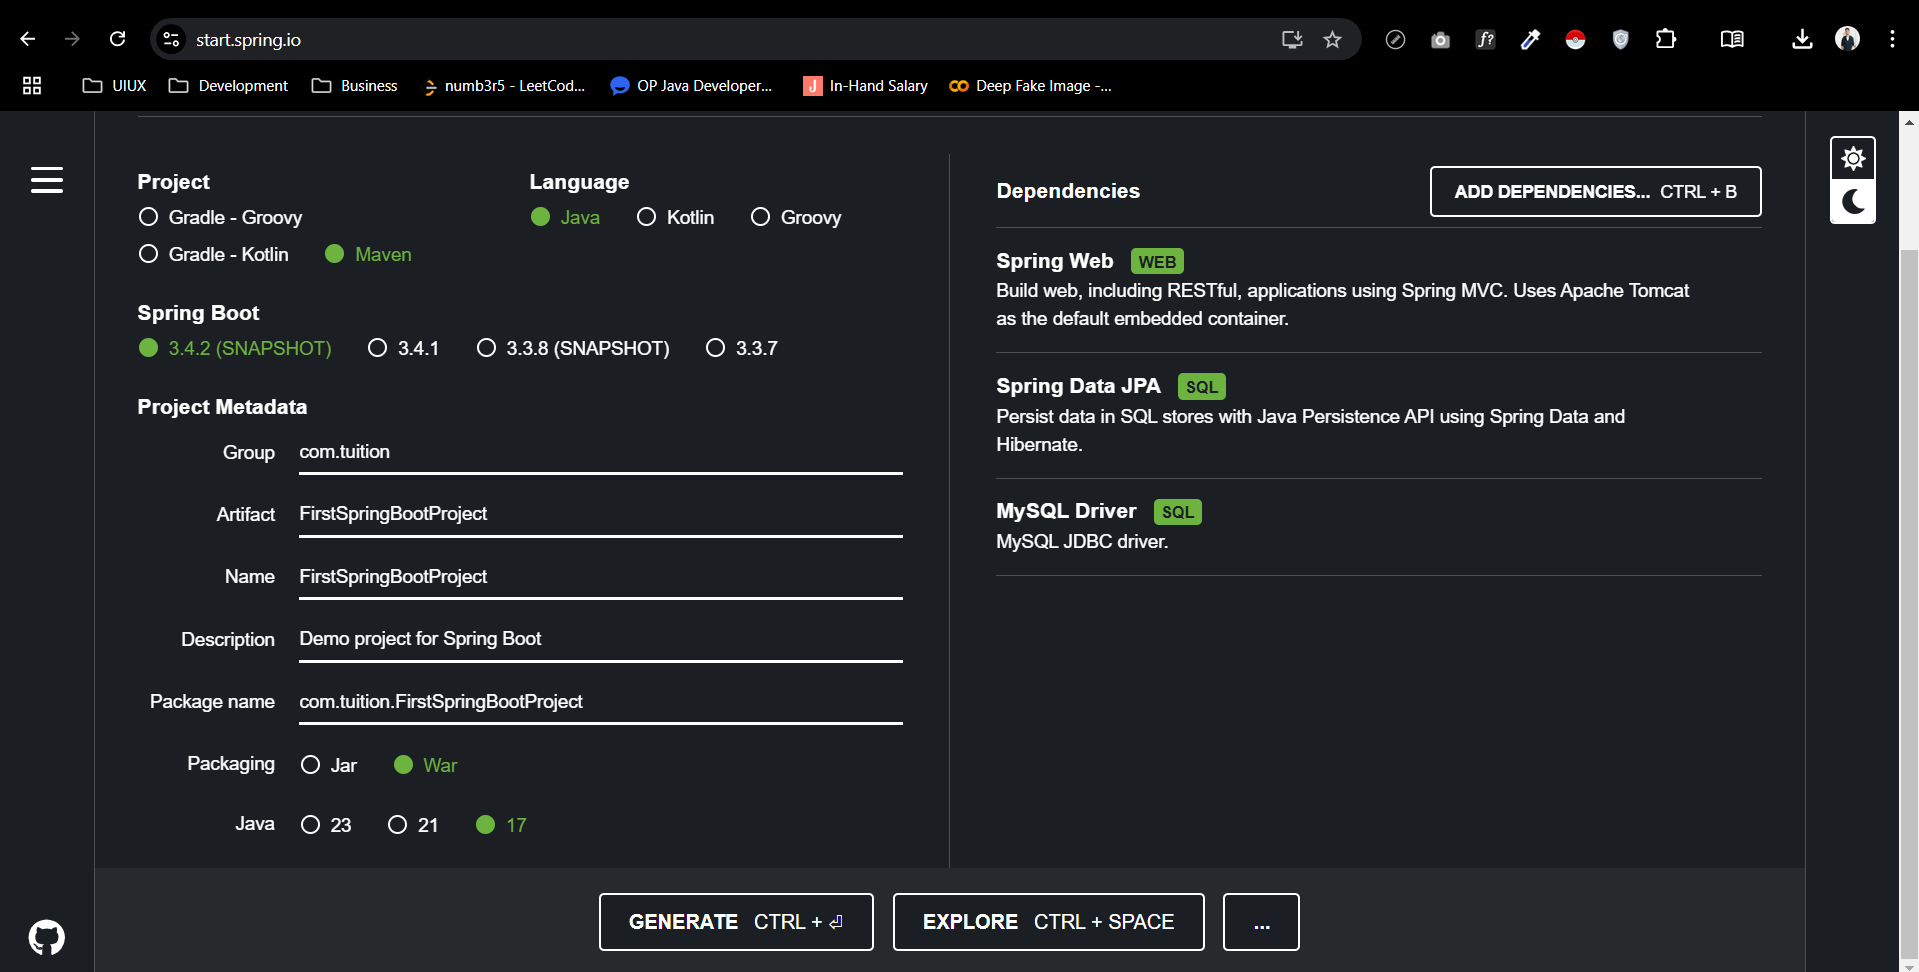 start.spring.io
UIUX
Development
Business
numb3r5 - LeetCod...
OP Java Developer...
J
In-Hand Salary
Deep Fake Image -...
Project
Gradle - Groovy
Gradle - Kotlin
Maven
Language
Java
Kotlin
Groovy
Spring Boot
3.4.2 (SNAPSHOT)
3.4.1
3.3.8 (SNAPSHOT)
3.3.7
Project Metadata
Group
com.tuition
Artifact
FirstSpringBootProject
Name
FirstSpringBootProject
Description
Demo project for Spring Boot
Package name
com.tuition.FirstSpringBootProject
Packaging
Jar
War
Java
23
21
17
Dependencies
ADD DEPENDENCIES... CTRL + B
Spring Web WEB
Build web, including RESTful, applications using Spring MVC. Uses Apache Tomcat
as the default embedded container.
Spring Data JPA SQL
Persist data in SQL stores with Java Persistence API using Spring Data and
Hibernate.
MySQL Driver SQL
MySQL JDBC driver.
GENERATE CTRL + ⏎
EXPLORE CTRL + SPACE
...
f?